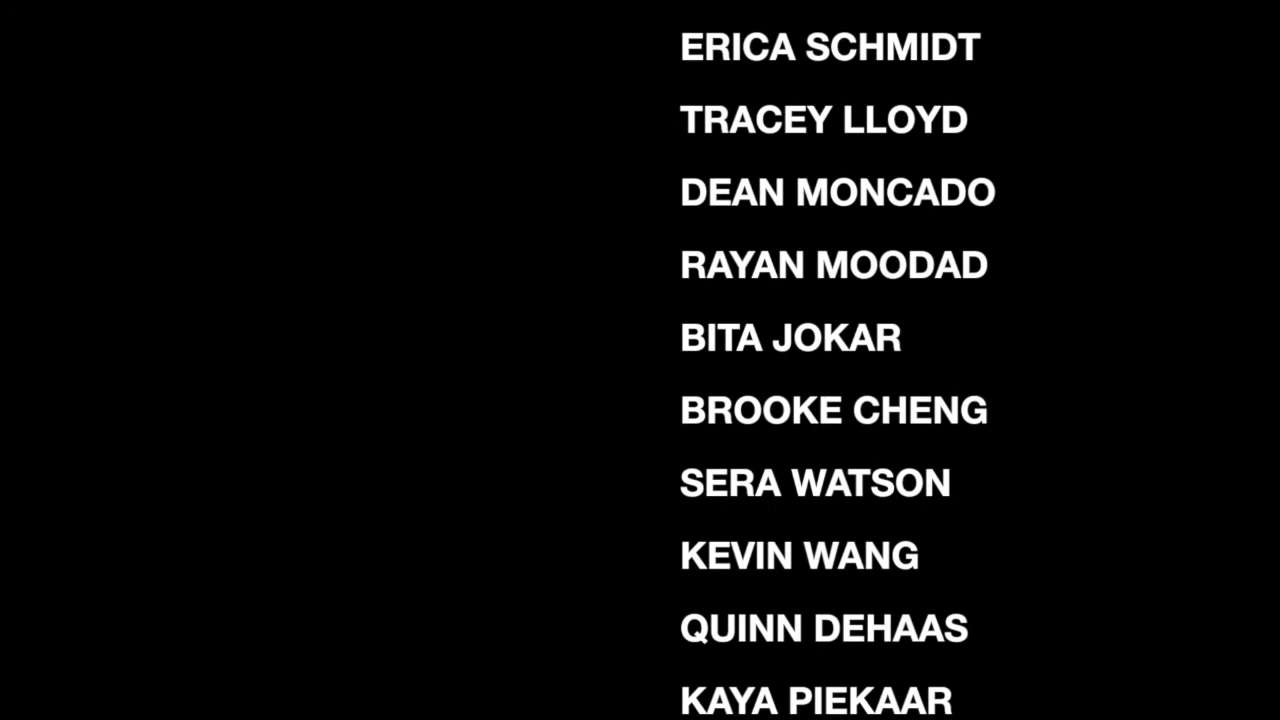 ERICA SCHMIDT
TRACEY LLOYD
DEAN MONCADO
RAYAN MOODAD
BITA JOKAR
BROOKE CHENG
SERA WATSON
KEVIN WANG
QUINN DEHAAS
KAYA PIEKAAR